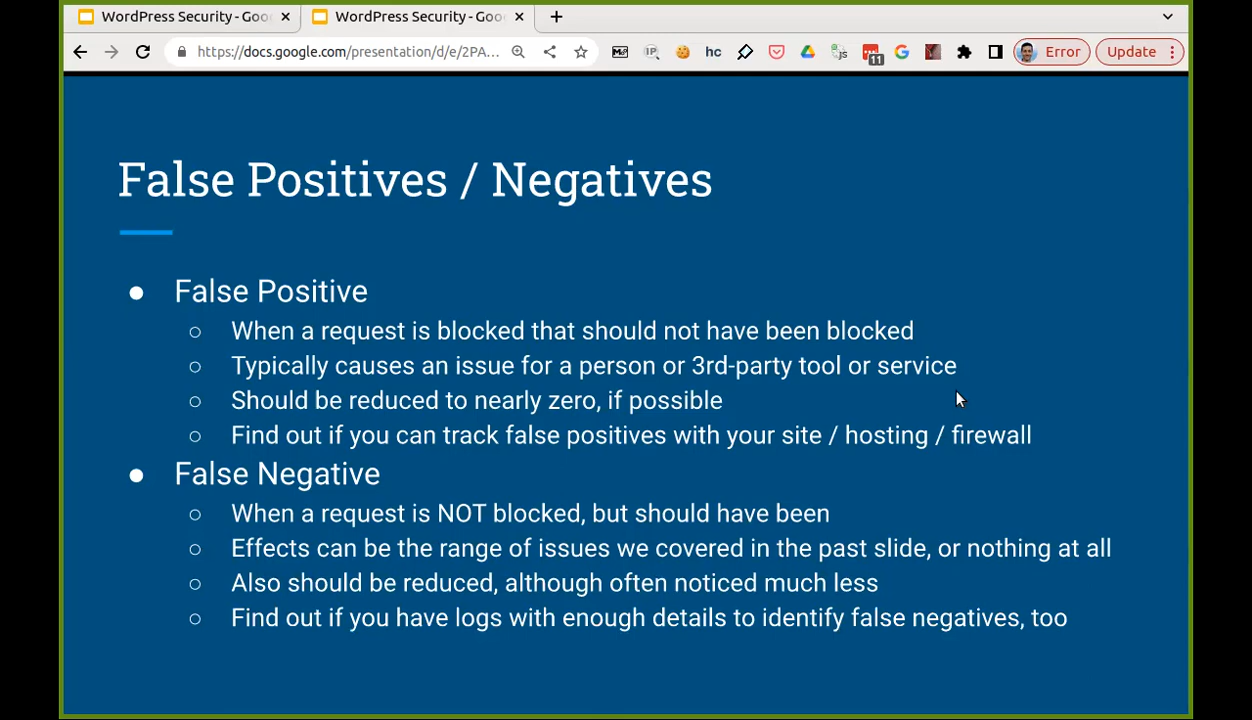 WordPress Security - Goo
WordPress Security - Goo
https://docs.google.com/presentation/d/e/2PA...
IP
hc
js
11
Error
Update
False Positives / Negatives
● False Positive
○ When a request is blocked that should not have been blocked
○ Typically causes an issue for a person or 3rd-party tool or service
○ Should be reduced to nearly zero, if possible
○ Find out if you can track false positives with your site / hosting / firewall
● False Negative
○ When a request is NOT blocked, but should have been
○ Effects can be the range of issues we covered in the past slide, or nothing at all
○ Also should be reduced, although often noticed much less
○ Find out if you have logs with enough details to identify false negatives, too